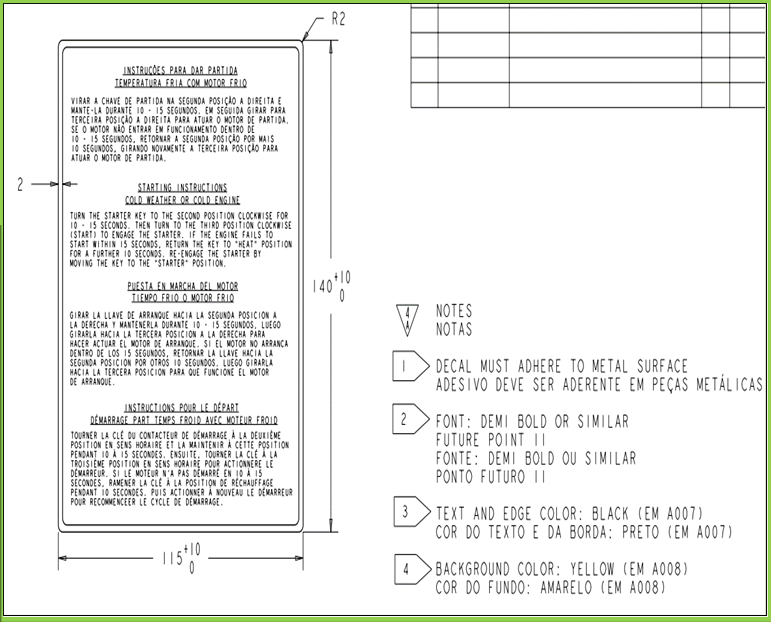 R2
INSTRUCÕES PARA DAR PARTIDA
TEMPERATURA FRIA COM MOTOR FRIO
VIRAR A CHAVE DE PARTIDA NA SEGUNDA POSIÇÃO A DIREITA E
MANTE-LA DURANTE 10 - 15 SEGUNDOS. EM SEGUIDA GIRAR PARA
TERCEIRA POSIÇÃO A DIREITA PARA ATUAR O MOTOR DE PARTIDA.
SE O MOTOR NÃO ENTRAR EM FUNCIONAMENTO DENTRO DE
10 - 15 SEGUNDOS, RETORNAR A SEGUNDA POSIÇÃO POR MAIS
10 SEGUNDOS, GIRANDO NOVAMENTE A TERCEIRA POSIÇÃO PARA
ATUAR O MOTOR DE PARTIDA.
2
STARTING INSTRUCTIONS
COLD WEATHER OR COLD ENGINE
TURN THE STARTER KEY TO THE SECOND POSITION CLOCKWISE FOR
10 - 15 SECONDS. THEN TURN TO THE THIRD POSITION CLOCKWISE
(START) TO ENGAGE THE STARTER. IF THE ENGINE FAILS TO
START WITHIN 15 SECONDS, RETURN THE KEY TO "HEAT" POSITION
FOR A FURTHER 10 SECONDS. RE-ENGAGE THE STARTER BY
MOVING THE KEY TO THE "STARTER" POSITION.
PUESTA EN MARCHA DEL MOTOR
TIEMPO FRIO O MOTOR FRIO
GIRAR LA LLAVE DE ARRANQUE HACIA LA SEGUNDA POSICION A
LA DERECHA Y MANTENERLA DURANTE 10 - 15 SEGUNDOS, LUEGO
GIRARLA HACIA LA TERCERA POSICION A LA DERECHA PARA
HACER ACTUAR EL MOTOR DE ARRANQUE. SI EL MOTOR NO ARRANCA
DENTRO DE LOS 15 SEGUNDOS, RETORNAR LA LLAVE HACIA LA
SEGUNDA POSICION POR OTROS 10 SEGUNDOS, LUEGO GIRARLA
HACIA LA TERCERA POSICION PARA QUE FUNCIONE EL MOTOR
DE ARRANQUE.
INSTRUCTIONS POUR LE DÉPART
DÉMARRAGE PART TEMPS FROID AVEC MOTEUR FROID
TOURNER LA CLÉ DU CONTACTEUR DE DÉMARRAGE À LA DEUXIÈME
POSITION EN SENS HORAIRE ET LA MAINTENIR À CETTE POSITION
PENDANT 10 À 15 SECONDES. ENSUITE, TOURNER LA CLÉ À LA
TROISIÈME POSITION EN SENS HORAIRE POUR ACTIONNERE LE
DÉMARREUR. SI LE MOTEUR N'A PAS DÉMARRÉ EN 10 À 15
SECONDES, RAMENER LA CLÉ À LA POSITION DE RÉCHAUFFAGE
PENDANT 10 SECONDES. PUIS ACTIONNER À NOUVEAU LE DÉMARREUR
POUR RECOMMENCEER LE CYCLE DE DÉMARRAGE.
140 +10 0
115 +10 0
4
A
NOTES
NOTAS
1 DECAL MUST ADHERE TO METAL SURFACE
ADESIVO DEVE SER ADERENTE EM PEÇAS METÁLICAS
2 FONT: DEMI BOLD OR SIMILAR
FUTURE POINT II
FONTE: DEMI BOLD OU SIMILAR
PONTO FUTURO II
3 TEXT AND EDGE COLOR: BLACK (EM A007)
COR DO TEXTO E DA BORDA: PRETO (EM A007)
4 BACKGROUND COLOR: YELLOW (EM A008)
COR DO FUNDO: AMARELO (EM A008)